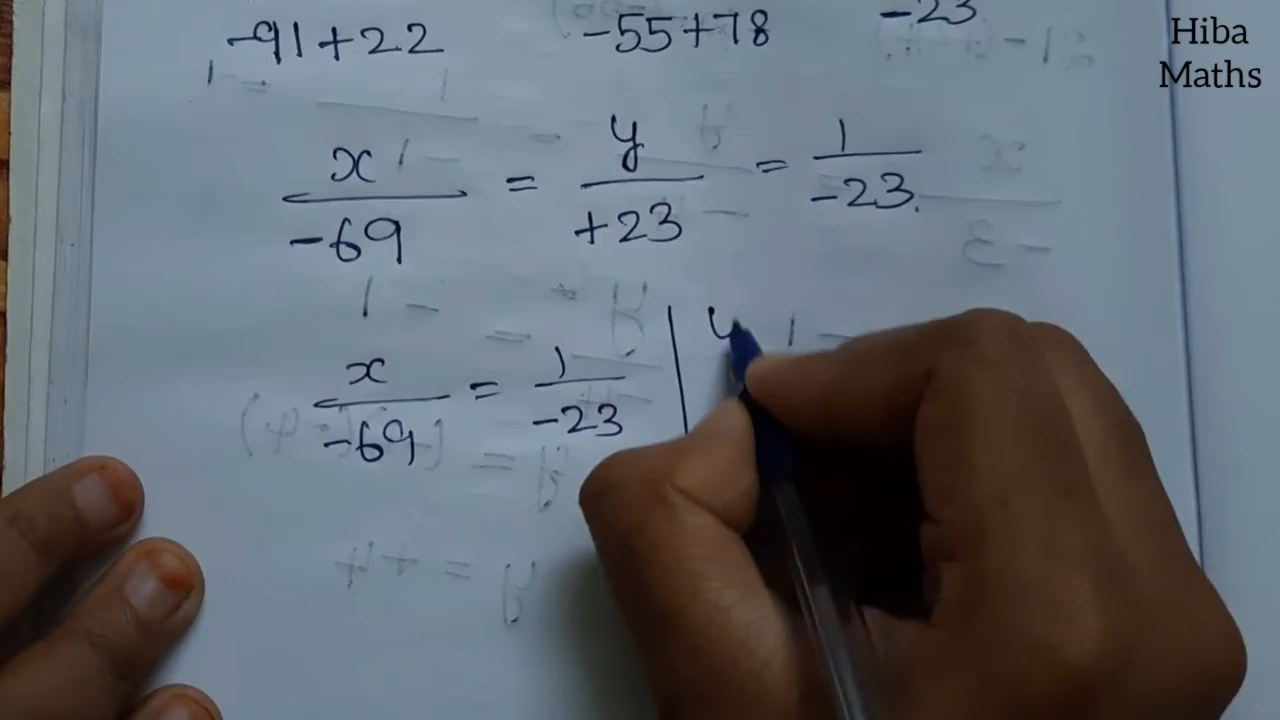 -91+22 -55+78 -23
Hiba
Maths
x/-69 = y/+23 = 1/-23.
x/-69 = 1/-23 | y